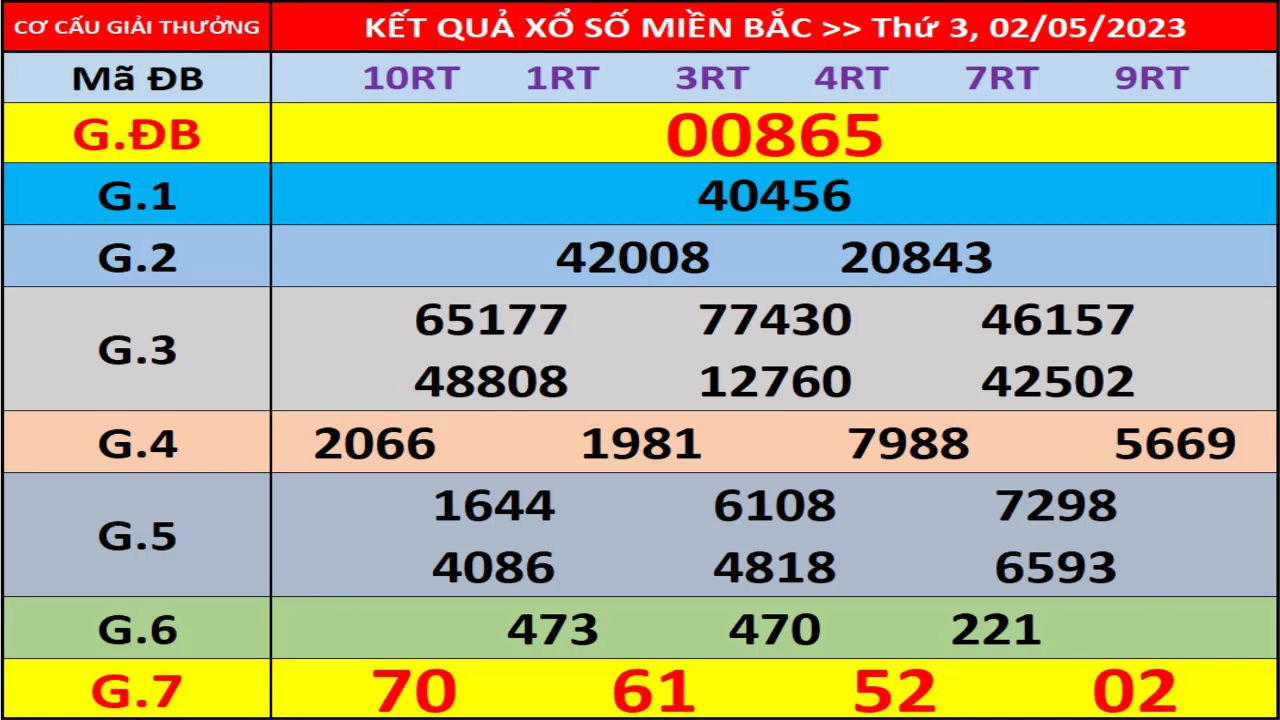 CƠ CẤU GIẢI THƯỞNG KẾT QUẢ XỔ SỐ MIỀN BẮC >> Thứ 3, 02/05/2023
Mã ĐB 10RT 1RT 3RT 4RT 7RT 9RT
G.ĐB 00865
G.1 40456
G.2 42008 20843
G.3
65177 77430 46157
48808 12760 42502
G.4 2066 1981 7988 5669
G.5
1644 6108 7298
4086 4818 6593
G.6 473 470 221
G.7 70 61 52 02